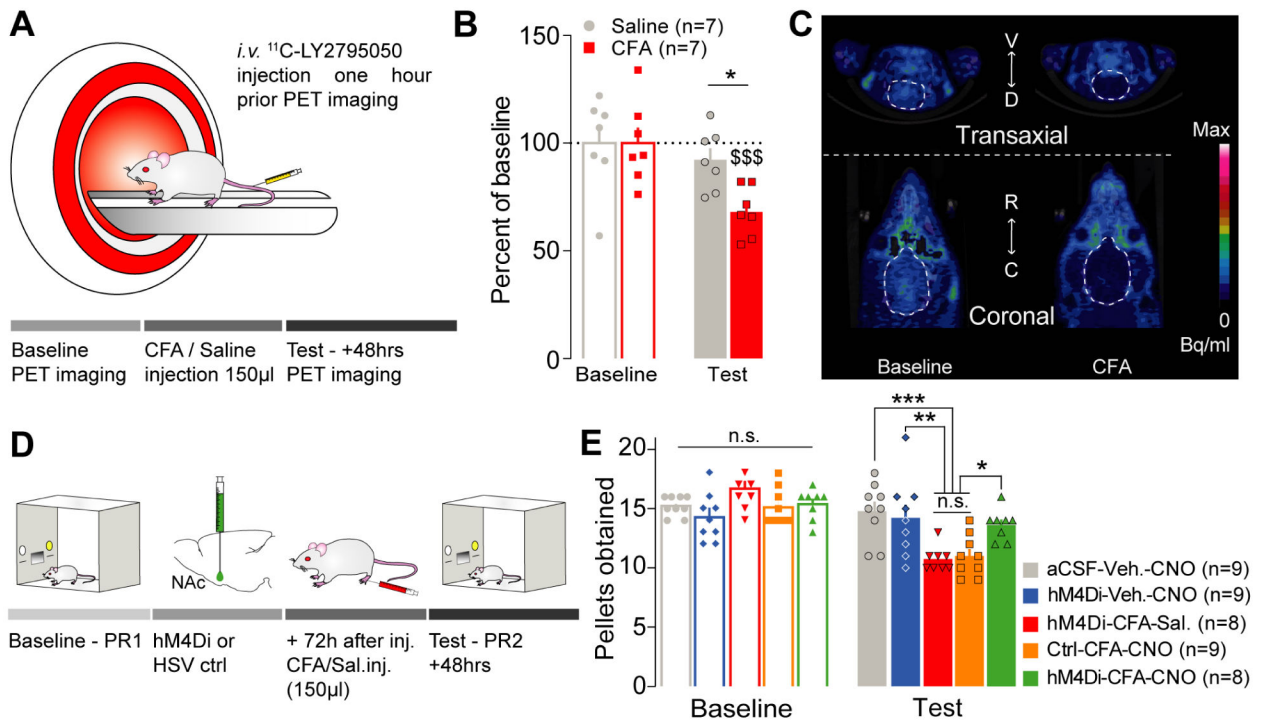 A
i.v. ¹¹C-LY2795050
injection one hour
prior PET imaging
Baseline
PET imaging
CFA / Saline
injection 150µl
Test - +48hrs
PET imaging
B
Saline (n=7)
CFA (n=7)
Percent of baseline
150
100
50
0
*
$$$
Baseline
Test
C
V
D
Transaxial
R
C
Coronal
Baseline
CFA
Max
0
Bq/ml
D
NAc
Baseline - PR1
hM4Di or
HSV ctrl
+ 72h after inj.
CFA/Sal.inj.
(150µl)
Test - PR2
+48hrs
E
Pellets obtained
20
15
10
5
0
n.s.
***
**
*
n.s.
Baseline
Test
aCSF-Veh.-CNO (n=9)
hM4Di-Veh.-CNO (n=9)
hM4Di-CFA-Sal. (n=8)
Ctrl-CFA-CNO (n=9)
hM4Di-CFA-CNO (n=8)